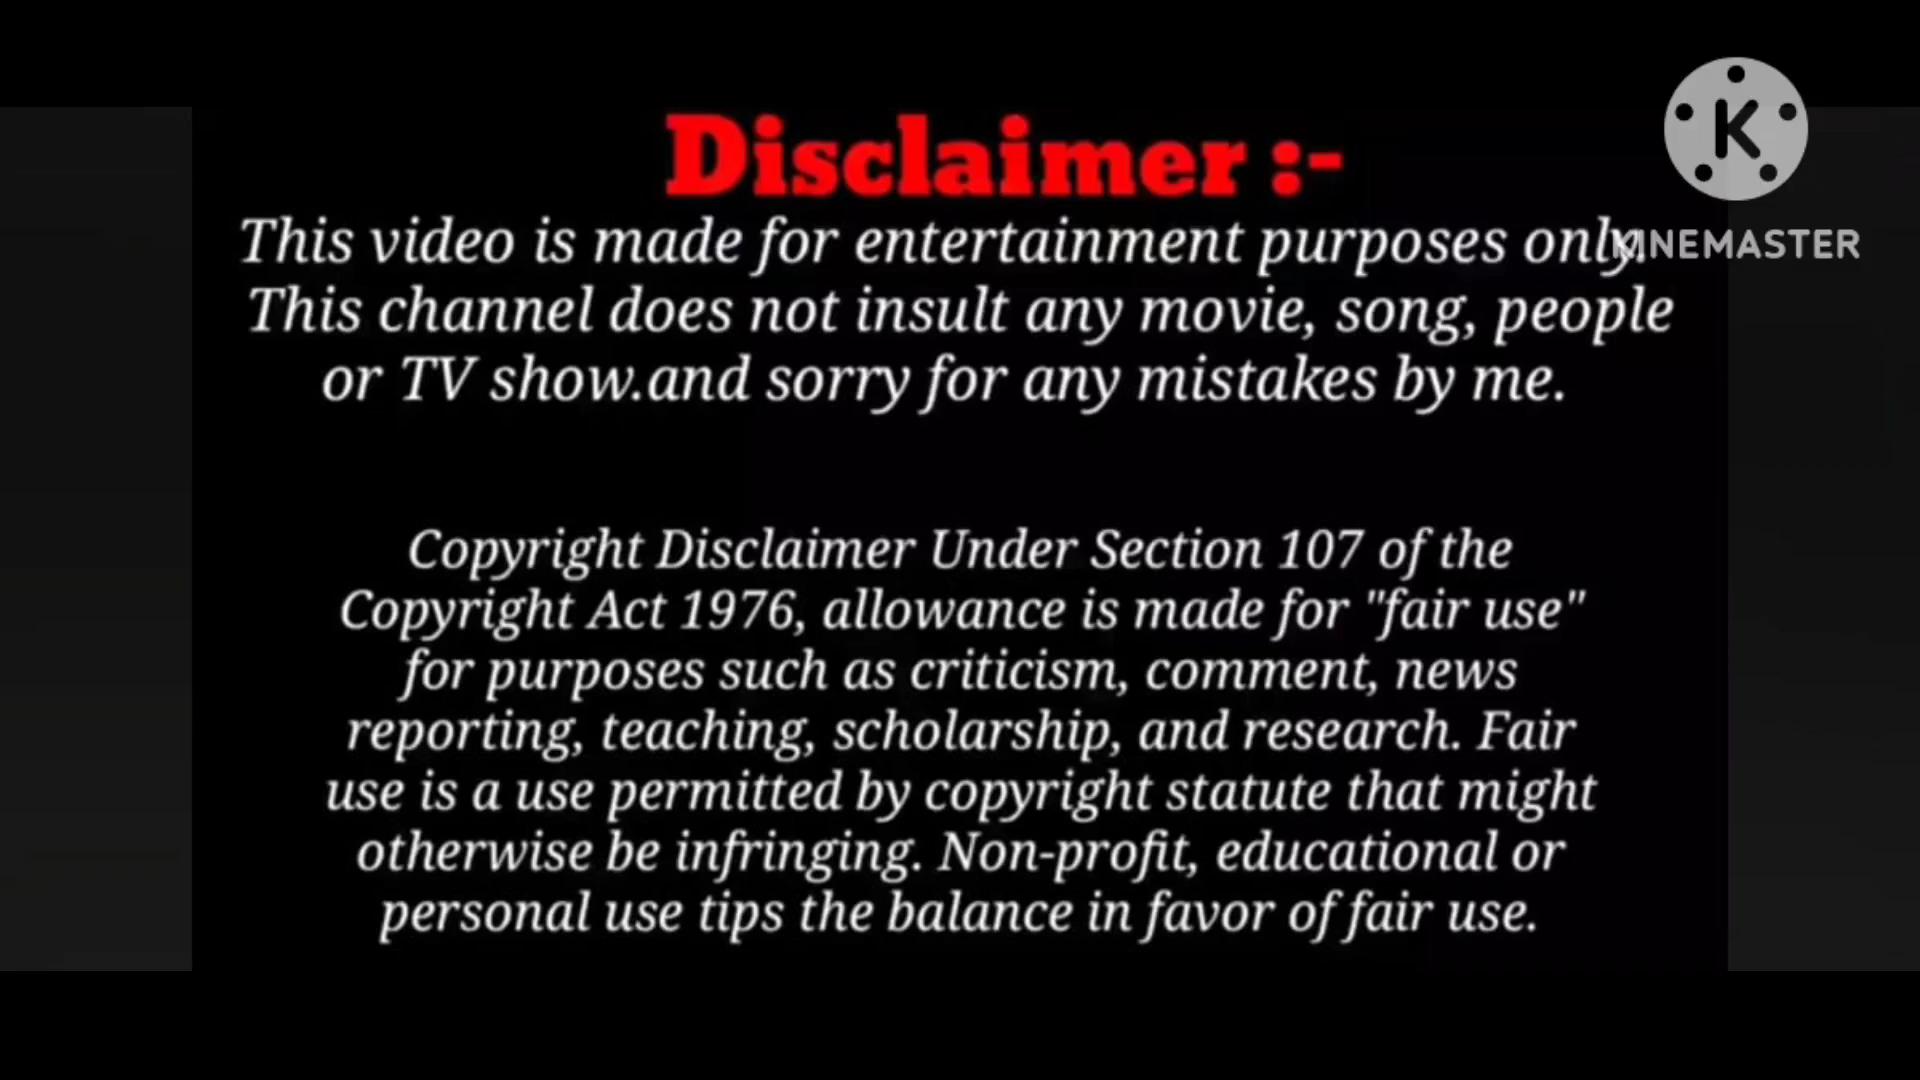 Disclaimer :-
This video is made for entertainment purposes only.
This channel does not insult any movie, song, people
or TV show.and sorry for any mistakes by me.
Copyright Disclaimer Under Section 107 of the
Copyright Act 1976, allowance is made for "fair use"
for purposes such as criticism, comment, news
reporting, teaching, scholarship, and research. Fair
use is a use permitted by copyright statute that might
otherwise be infringing. Non-profit, educational or
personal use tips the balance in favor of fair use.
K
KINEMASTER